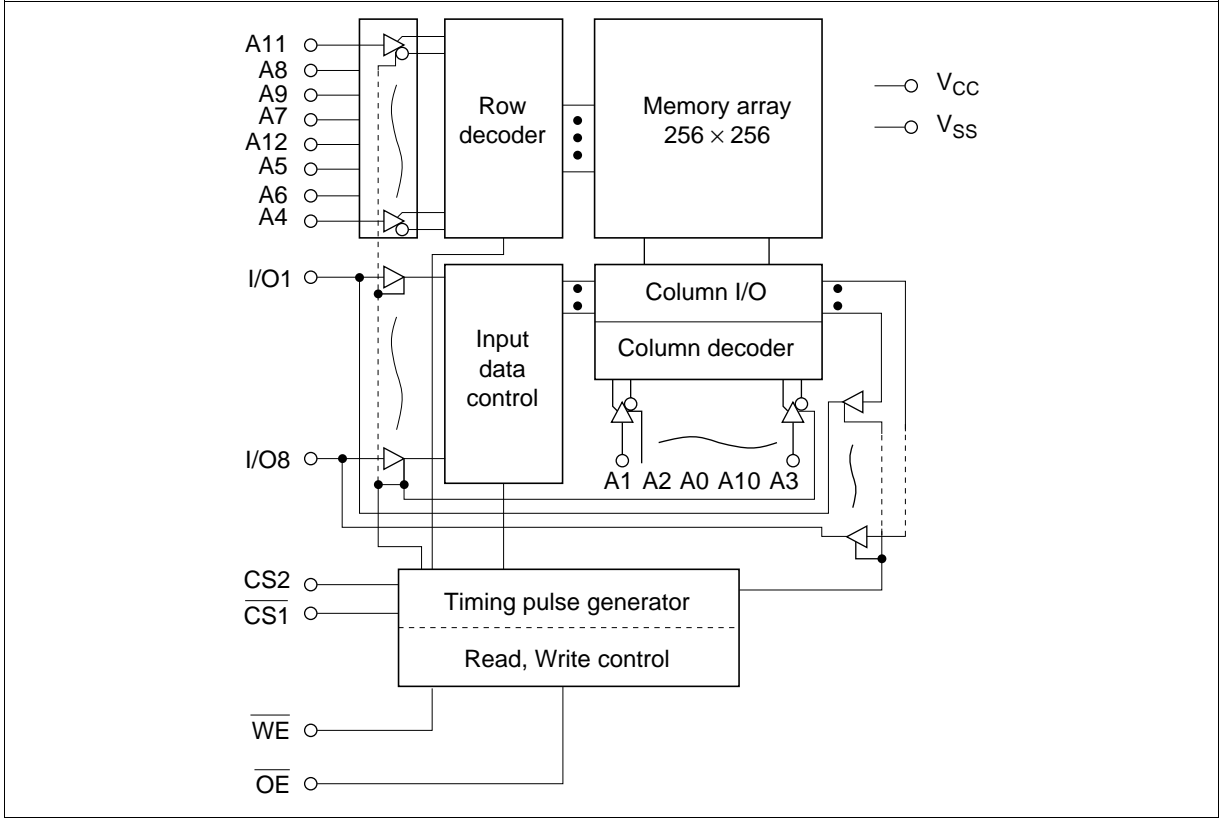 A11
A8
A9
A7
A12
A5
A6
A4
Row
decoder
Memory array
256 × 256
VCC
VSS
I/O1
I/O8
Input
data
control
Column I/O
Column decoder
A1 A2 A0 A10 A3
CS2
CS1
Timing pulse generator
Read, Write control
WE
OE